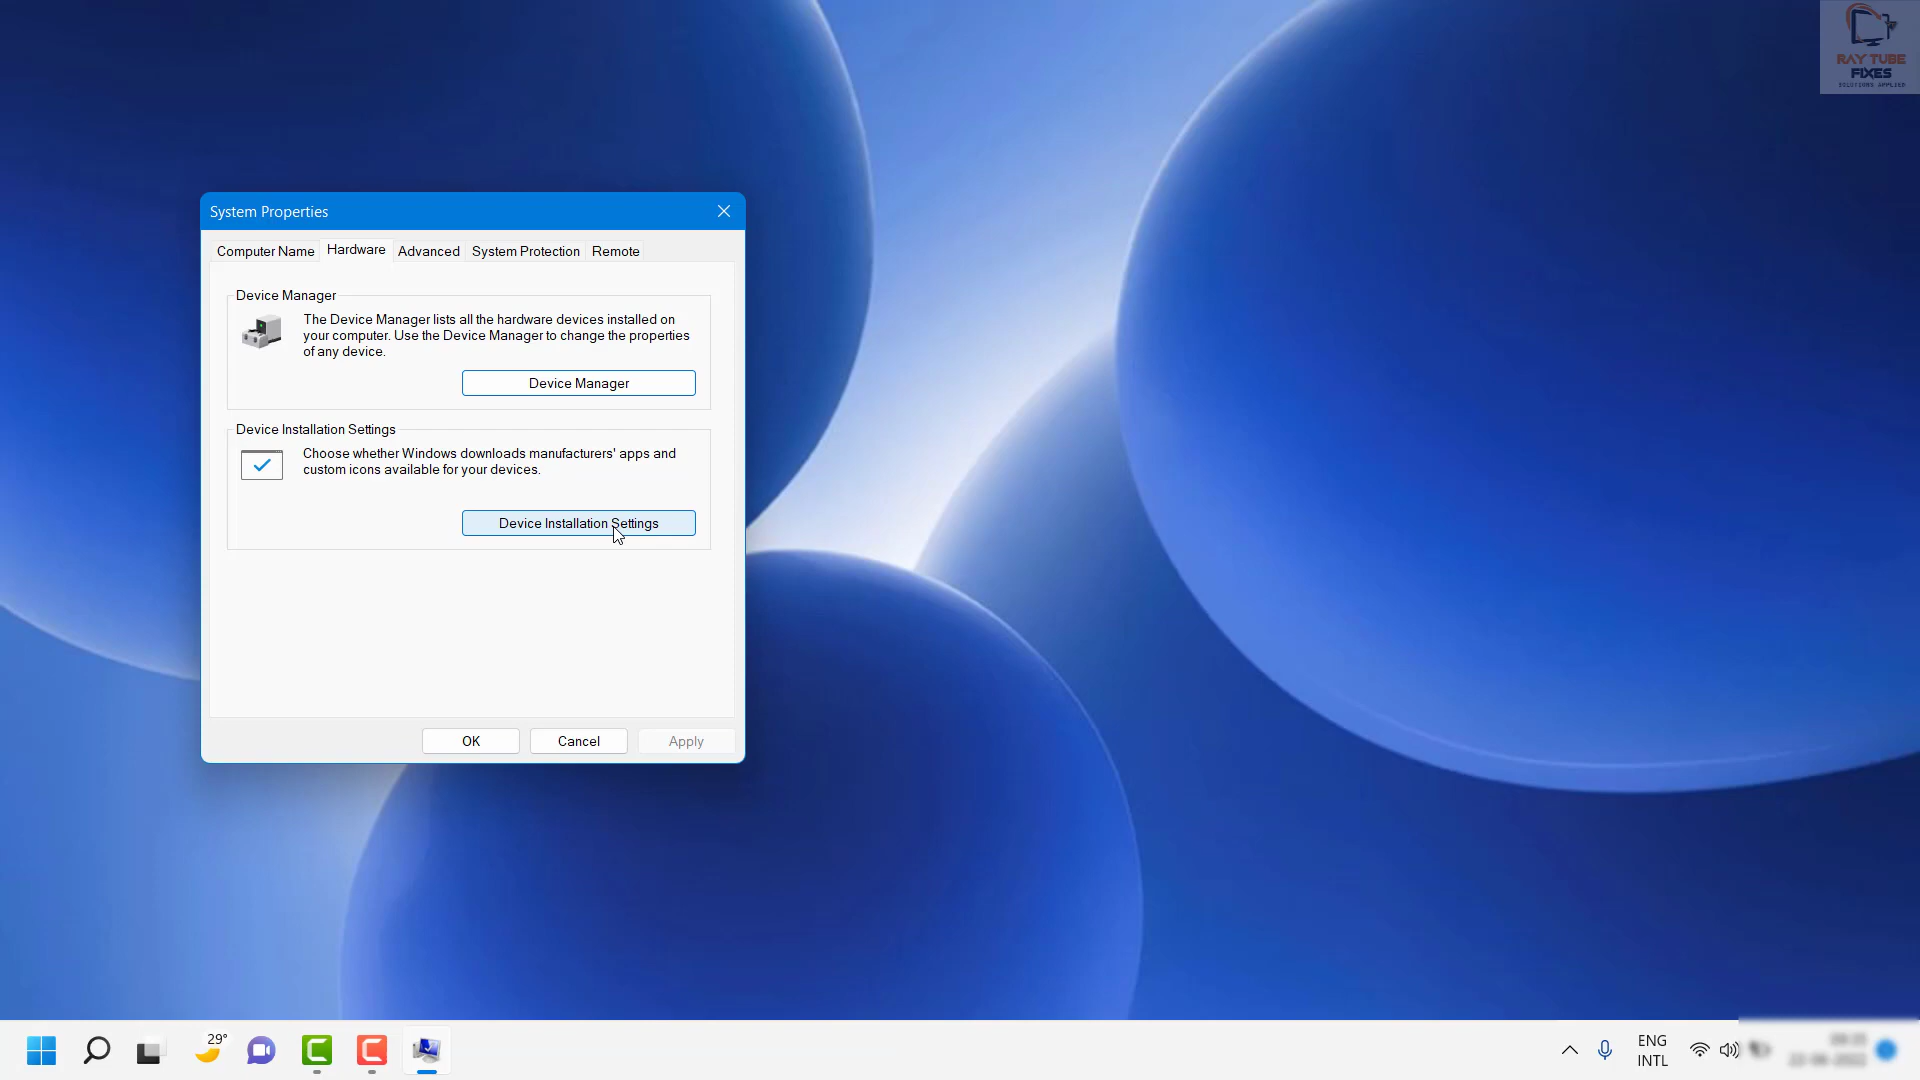 RAY TUBE
FIXES
SOLUTIONS APPLIED
System Properties
Computer Name Hardware Advanced System Protection Remote
Device Manager
The Device Manager lists all the hardware devices installed on
your computer. Use the Device Manager to change the properties
of any device.
Device Manager
Device Installation Settings
Choose whether Windows downloads manufacturers' apps and
custom icons available for your devices.
Device Installation Settings
OK Cancel Apply
29°
ENG
INTL